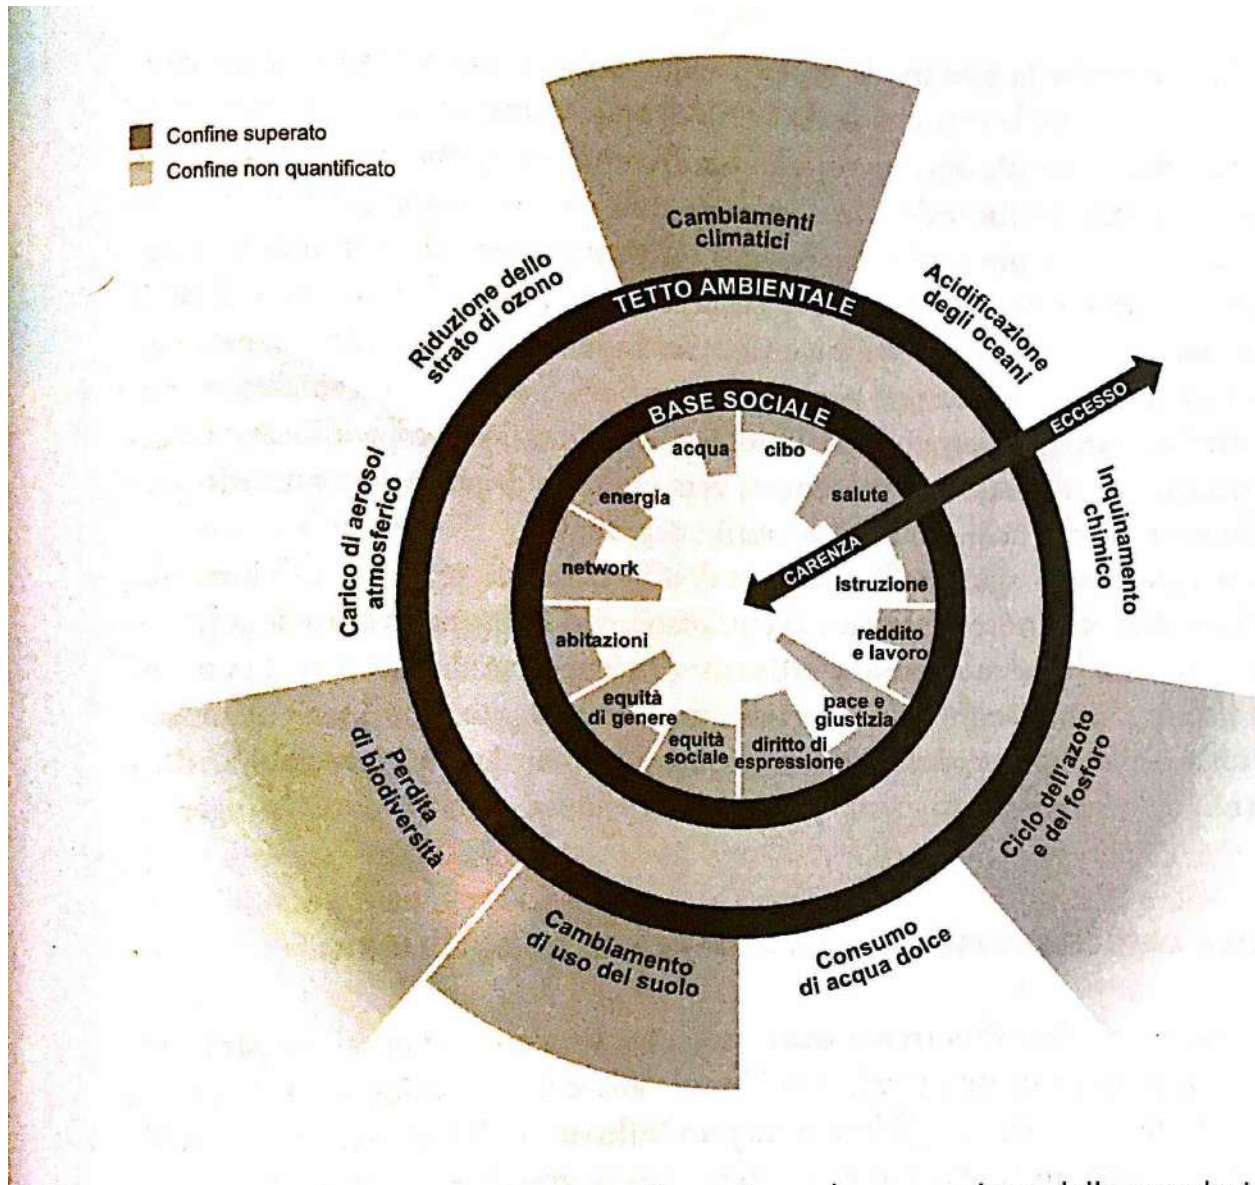 Confine superato
Confine non quantificato
Cambiamenti
climatici
TETTO AMBIENTALE
Riduzione dello
strato di ozono
Acidificazione
degli oceani
ECCESSO
BASE SOCIALE
acqua
cibo
energia
salute
Carico di aerosol
atmosferico
Inquinamento
chimico
CARENZA
network
istruzione
abitazioni
reddito
e lavoro
equità
di genere
pace e
giustizia
equità
sociale
diritto di
espressione
Perdita
di biodiversità
Ciclo dell'azoto
e del fosforo
Cambiamento
di uso del suolo
Consumo
di acqua dolce